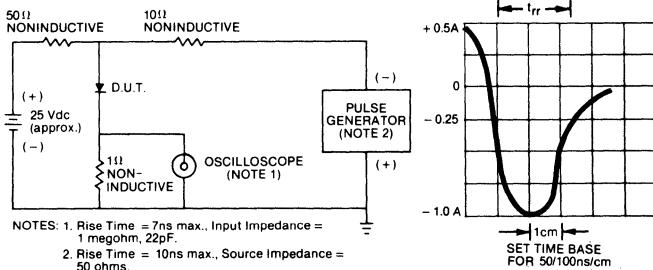 50Ω
NONINDUCTIVE
10Ω
NONINDUCTIVE
(+)
25 Vdc
(approx.)
(−)
D.U.T.
1Ω
NON-
INDUCTIVE
OSCILLOSCOPE
(NOTE 1)
(−)
PULSE
GENERATOR
(NOTE 2)
(+)
NOTES: 1. Rise Time = 7ns max., Input Impedance =
1 megohm, 22pF.
2. Rise Time = 10ns max., Source Impedance =
50 ohms.
trr
+ 0.5A
0
− 0.25
− 1.0 A
1cm
SET TIME BASE
FOR 50/100ns/cm